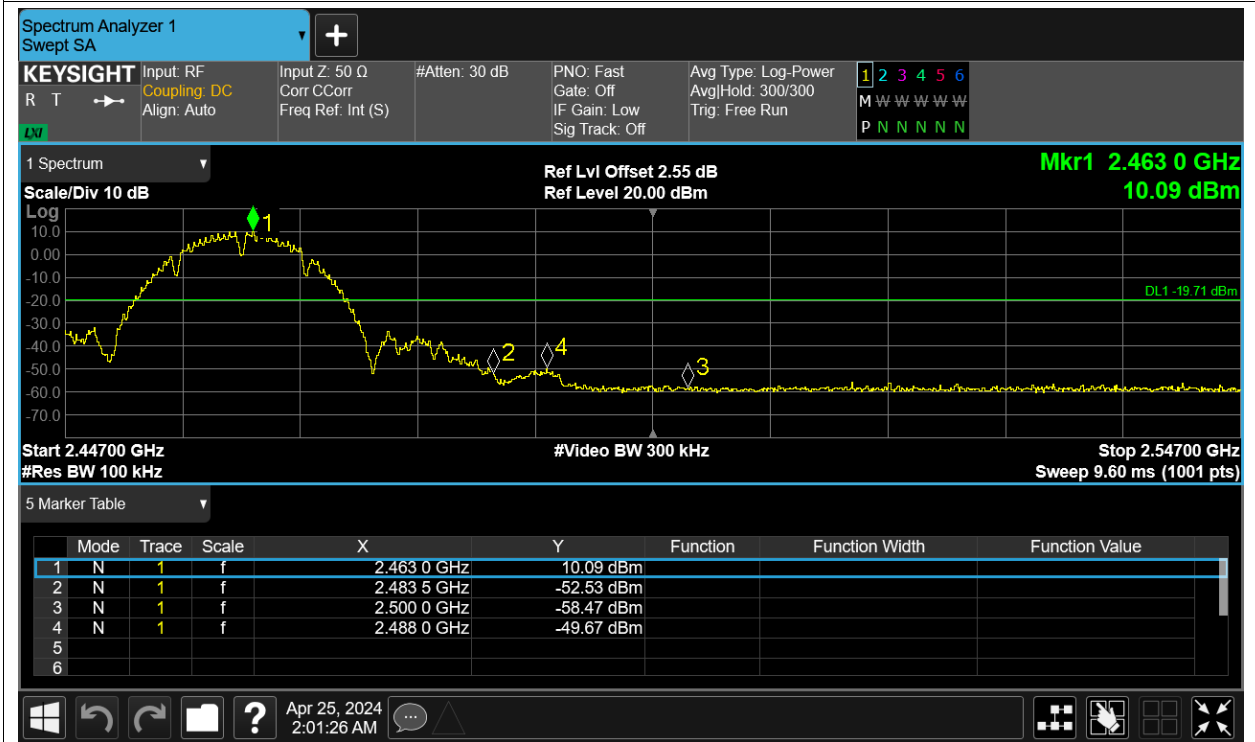 Spectrum Analyzer 1
Swept SA
+
KEYSIGHT Input: RF Input Z: 50 Ω #Atten: 30 dB PNO: Fast Avg Type: Log-Power 1 2 3 4 5 6
R T Coupling: DC Corr CCorr Gate: Off Avg|Hold: 300/300 M W W W W W
Align: Auto Freq Ref: Int (S) IF Gain: Low Trig: Free Run
LXI Sig Track: Off P N N N N N
1 Spectrum Ref Lvl Offset 2.55 dB Mkr1 2.463 0 GHz
Scale/Div 10 dB Ref Level 20.00 dBm 10.09 dBm
Log
1
10.0
0.00
-10.0
DL1 -19.71 dBm
-20.0
-30.0
-40.0
2 4
-50.0
3
-60.0
-70.0
Start 2.44700 GHz #Video BW 300 kHz Stop 2.54700 GHz
#Res BW 100 kHz Sweep 9.60 ms (1001 pts)
5 Marker Table
Mode Trace Scale X Y Function Function Width Function Value
1 N 1 f 2.463 0 GHz 10.09 dBm
2 N 1 f 2.483 5 GHz -52.53 dBm
3 N 1 f 2.500 0 GHz -58.47 dBm
4 N 1 f 2.488 0 GHz -49.67 dBm
5
6
? Apr 25, 2024
2:01:26 AM